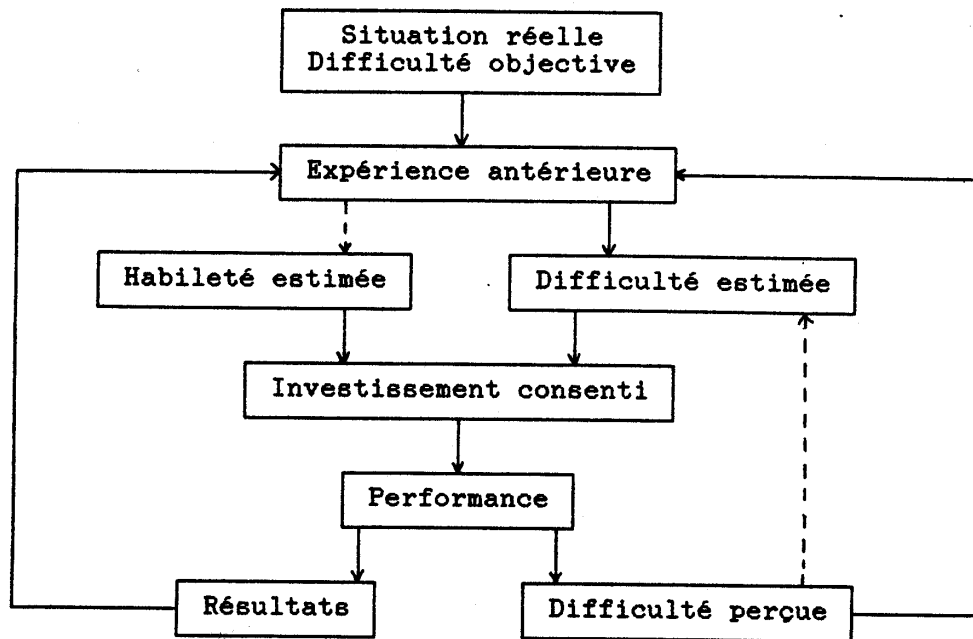 Situation réelle
Difficulté objective
Expérience antérieure
Habileté estimée
Difficulté estimée
Investissement consenti
Performance
Résultats
Difficulté perçue